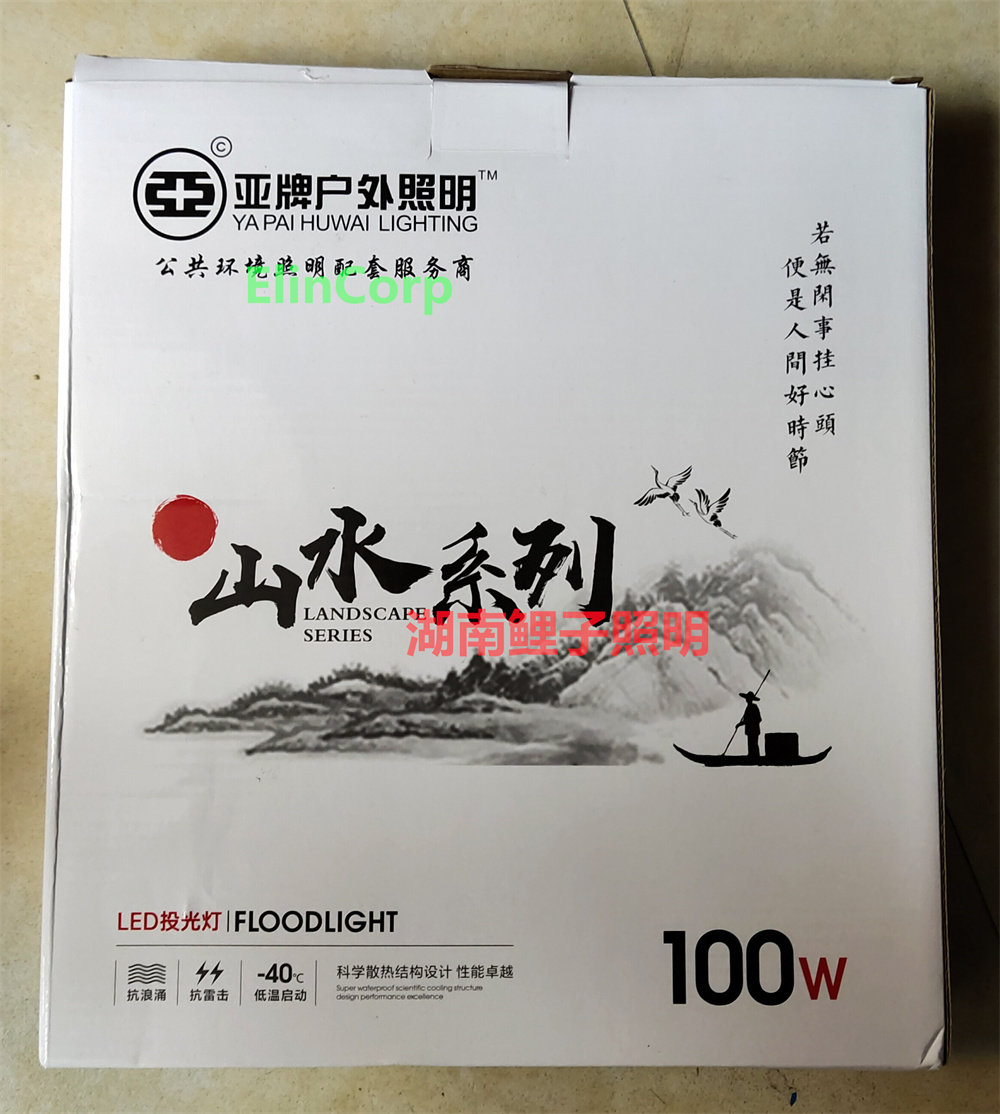 ©
亞
亚牌户外照明™
YA PAI HUWAI LIGHTING
公共环境照明配套服务商
ElinCorp
若無閑事挂心頭
便是人間好時節
山水系列
LANDSCAPE
SERIES
湖南鲤子照明
LED投光灯|FLOODLIGHT
抗浪涌
抗雷击
-40℃
低温启动
科学散热结构设计 性能卓越
Super waterproof scientific cooling structure
design performance excellence
100W